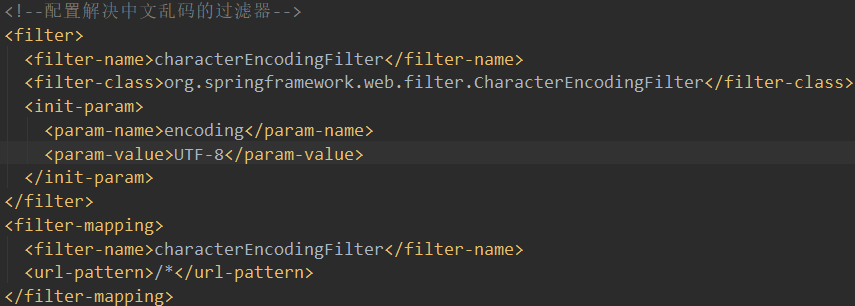 <!--配置解决中文乱码的过滤器-->
<filter>
<filter-name>characterEncodingFilter</filter-name>
<filter-class>org.springframework.web.filter.CharacterEncodingFilter</filter-class>
<init-param>
<param-name>encoding</param-name>
<param-value>UTF-8</param-value>
</init-param>
</filter>
<filter-mapping>
<filter-name>characterEncodingFilter</filter-name>
<url-pattern>/*</url-pattern>
</filter-mapping>